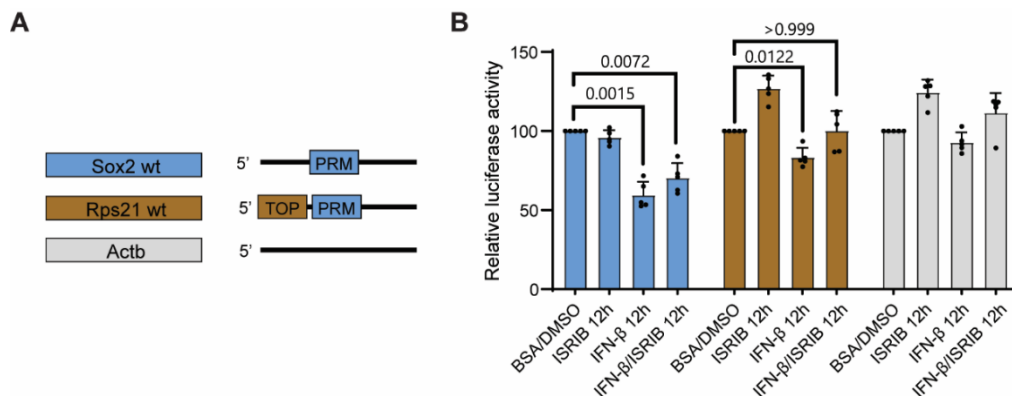 A
Sox2 wt
5’
PRM
Rps21 wt
5’
TOP
PRM
Actb
5’
B
Relative luciferase activity
150
100
50
0
0.0072
0.0015
>0.999
0.0122
BSA/DMSO
ISRIB 12h
IFN-β 12h
IFN-β/ISRIB 12h
BSA/DMSO
ISRIB 12h
IFN-β 12h
IFN-β/ISRIB 12h
BSA/DMSO
ISRIB 12h
IFN-β 12h
IFN-β/ISRIB 12h